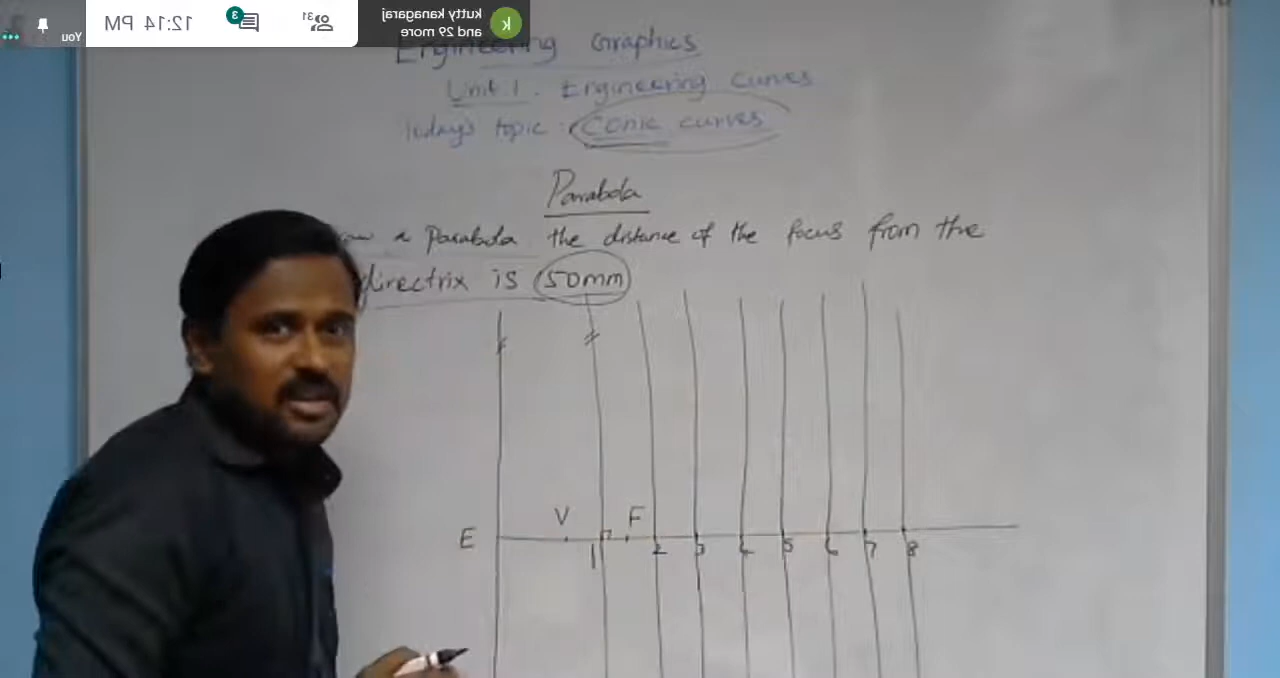 kutty kanagaraj
and 29 more
31
3
12:14 PM
You
Engineering Graphics
Unit 1. Engineering curves
Today's topic Conic curves
Parabola
a Parabola the distance of the focus from the
directrix is 50mm
E V 1 F 2 3 4 5 6 7 8